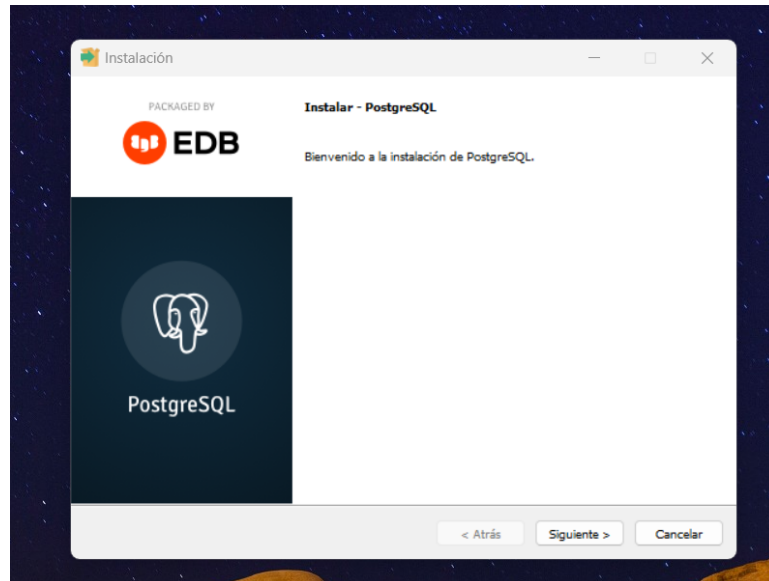 Instalación
PACKAGED BY
EDB
Instalar - PostgreSQL
Bienvenido a la instalación de PostgreSQL.
PostgreSQL
< Atrás
Siguiente >
Cancelar